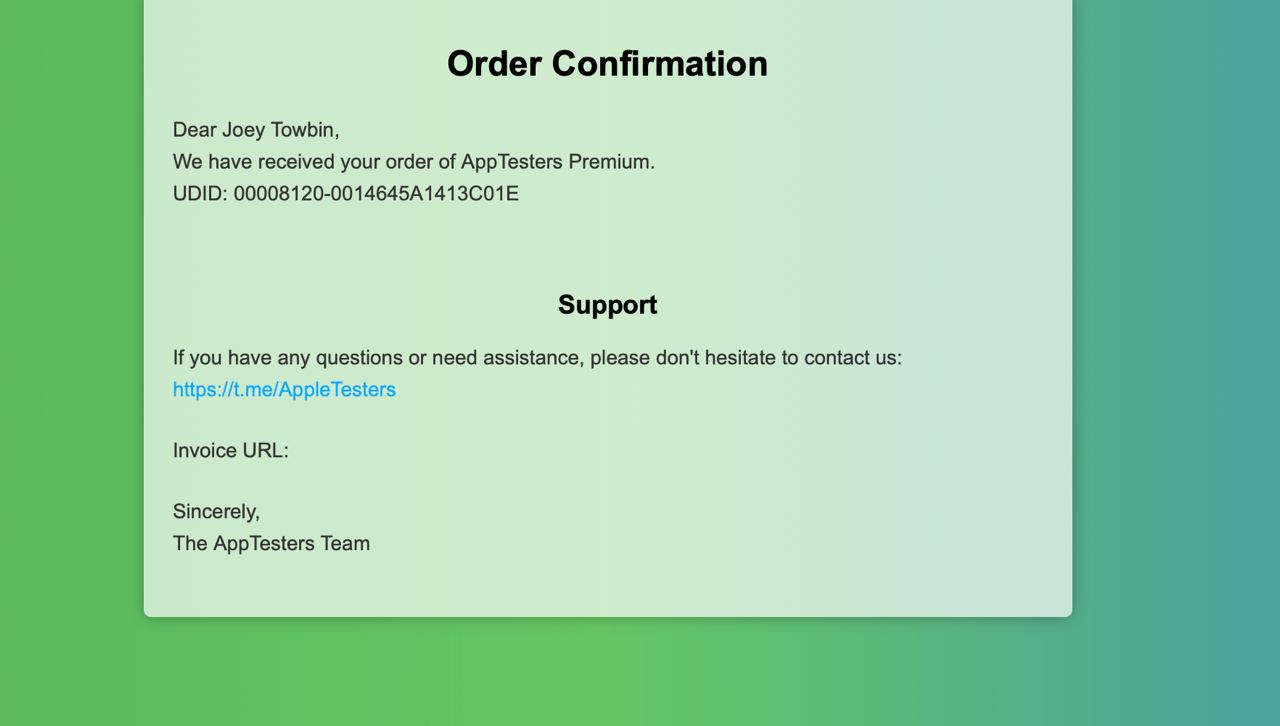 Order Confirmation
Dear Joey Towbin,
We have received your order of AppTesters Premium.
UDID: 00008120-0014645A1413C01E
Support
If you have any questions or need assistance, please don't hesitate to contact us:
https://t.me/AppleTesters
Invoice URL:
Sincerely,
The AppTesters Team